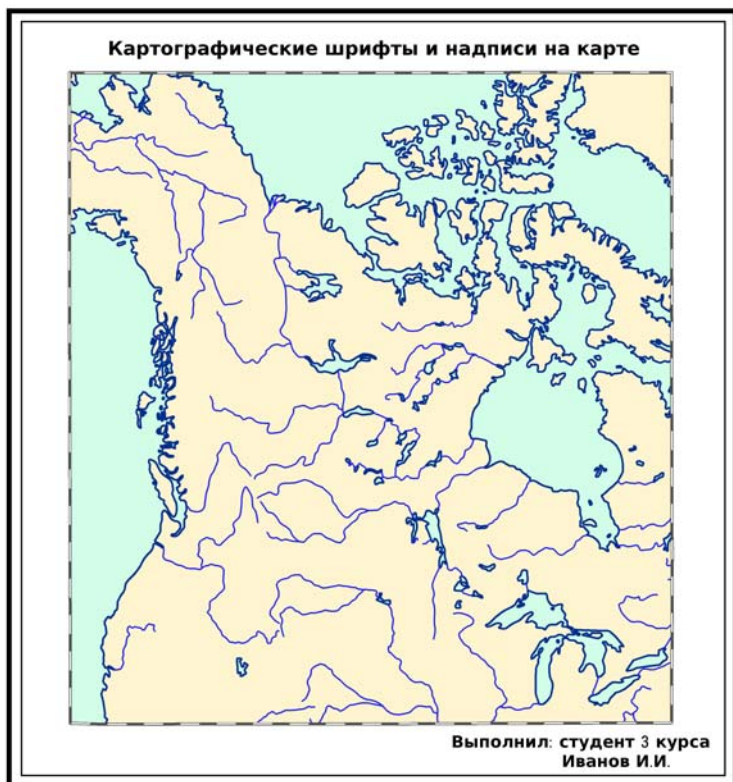 Картографические шрифты и надписи на карте
Выполнил: студент 3 курса
Иванов И.И.